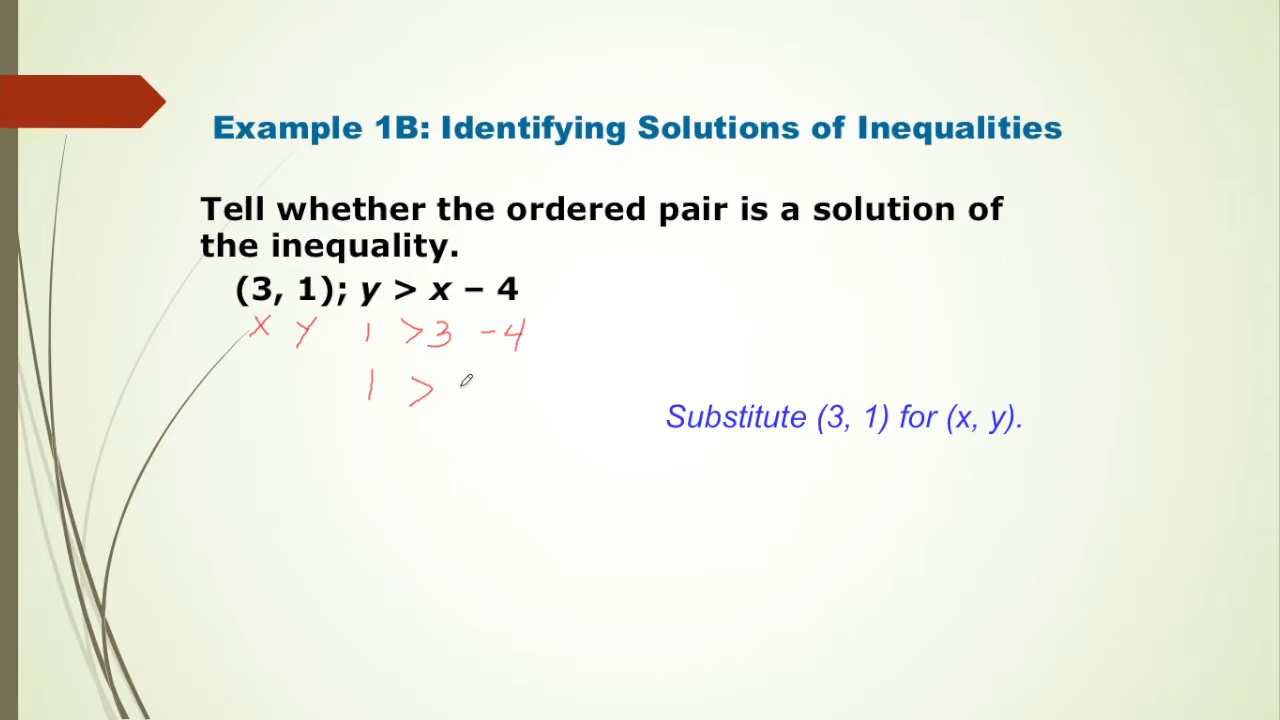 Example 1B: Identifying Solutions of Inequalities
Tell whether the ordered pair is a solution of
the inequality.
(3, 1); y > x – 4
x y 1 > 3 - 4
1 >
Substitute (3, 1) for (x, y).